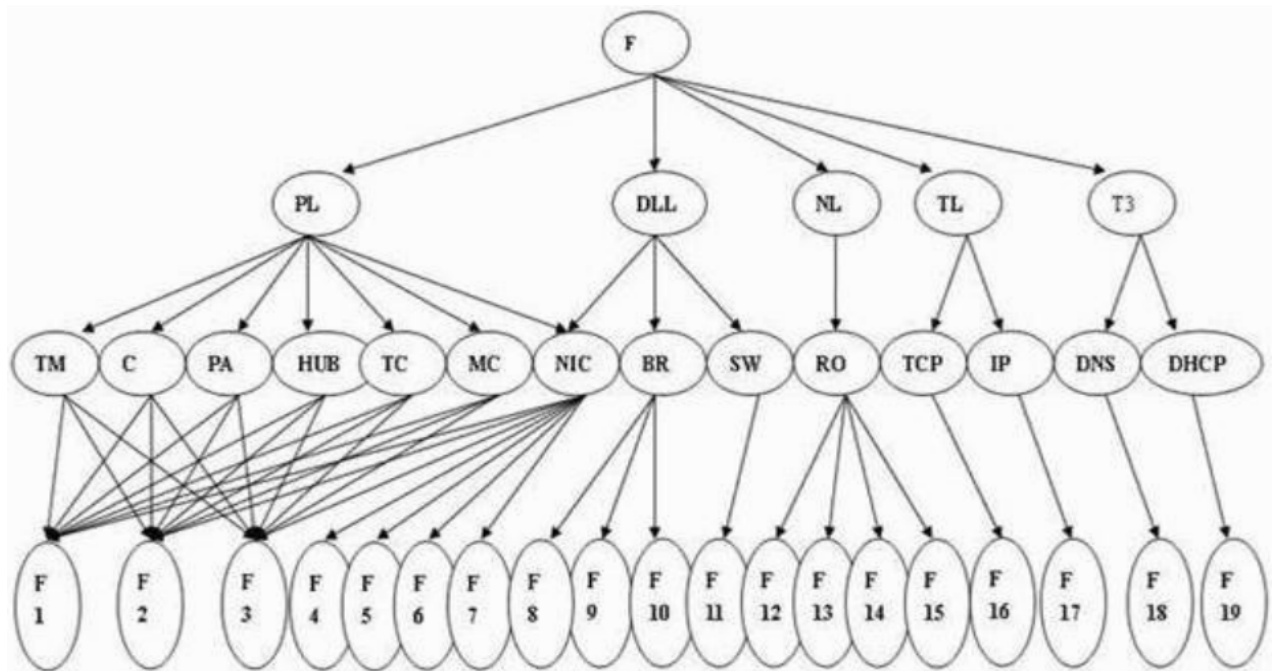 F
PL DLL NL TL T3
TM C PA HUB TC MC NIC BR SW RO TCP IP DNS DHCP
F F F F F F F F F F F F F F F F F F F
1 2 3 4 5 6 7 8 9 10 11 12 13 14 15 16 17 18 19